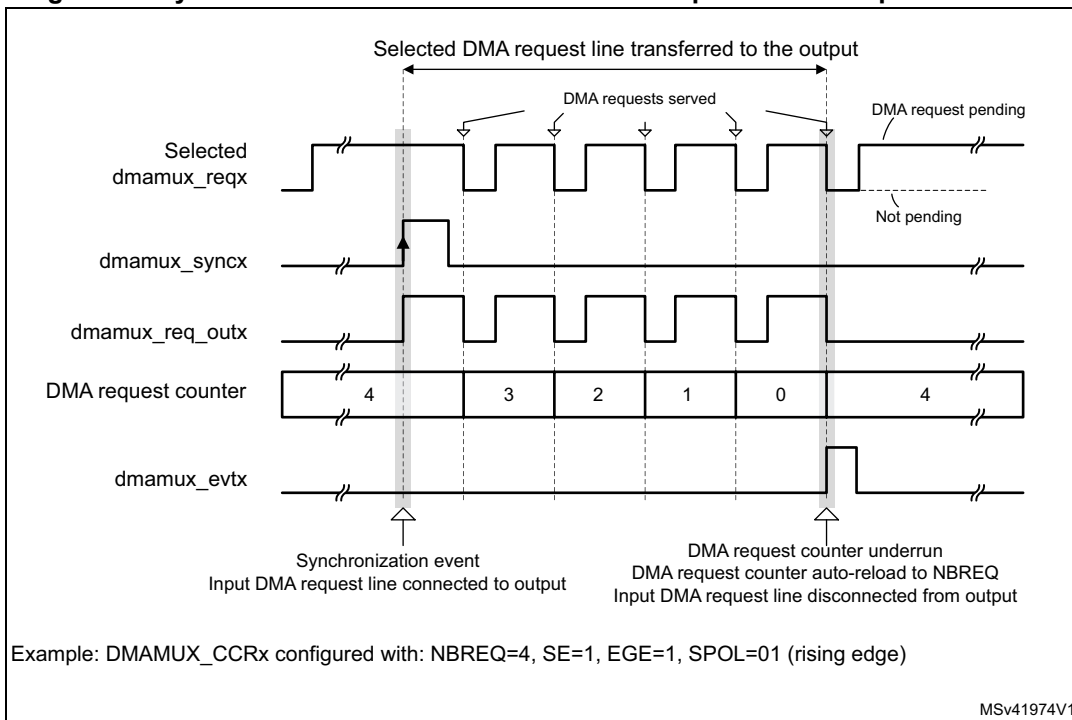 Selected DMA request line transferred to the output
DMA requests served
DMA request pending
Selected
dmamux_reqx
Not pending
dmamux_syncx
dmamux_req_outx
DMA request counter
4
3
2
1
0
4
dmamux_evtx
Synchronization event
Input DMA request line connected to output
DMA request counter underrun
DMA request counter auto-reload to NBREQ
Input DMA request line disconnected from output
Example: DMAMUX_CCRx configured with: NBREQ=4, SE=1, EGE=1, SPOL=01 (rising edge)
MSv41974V1